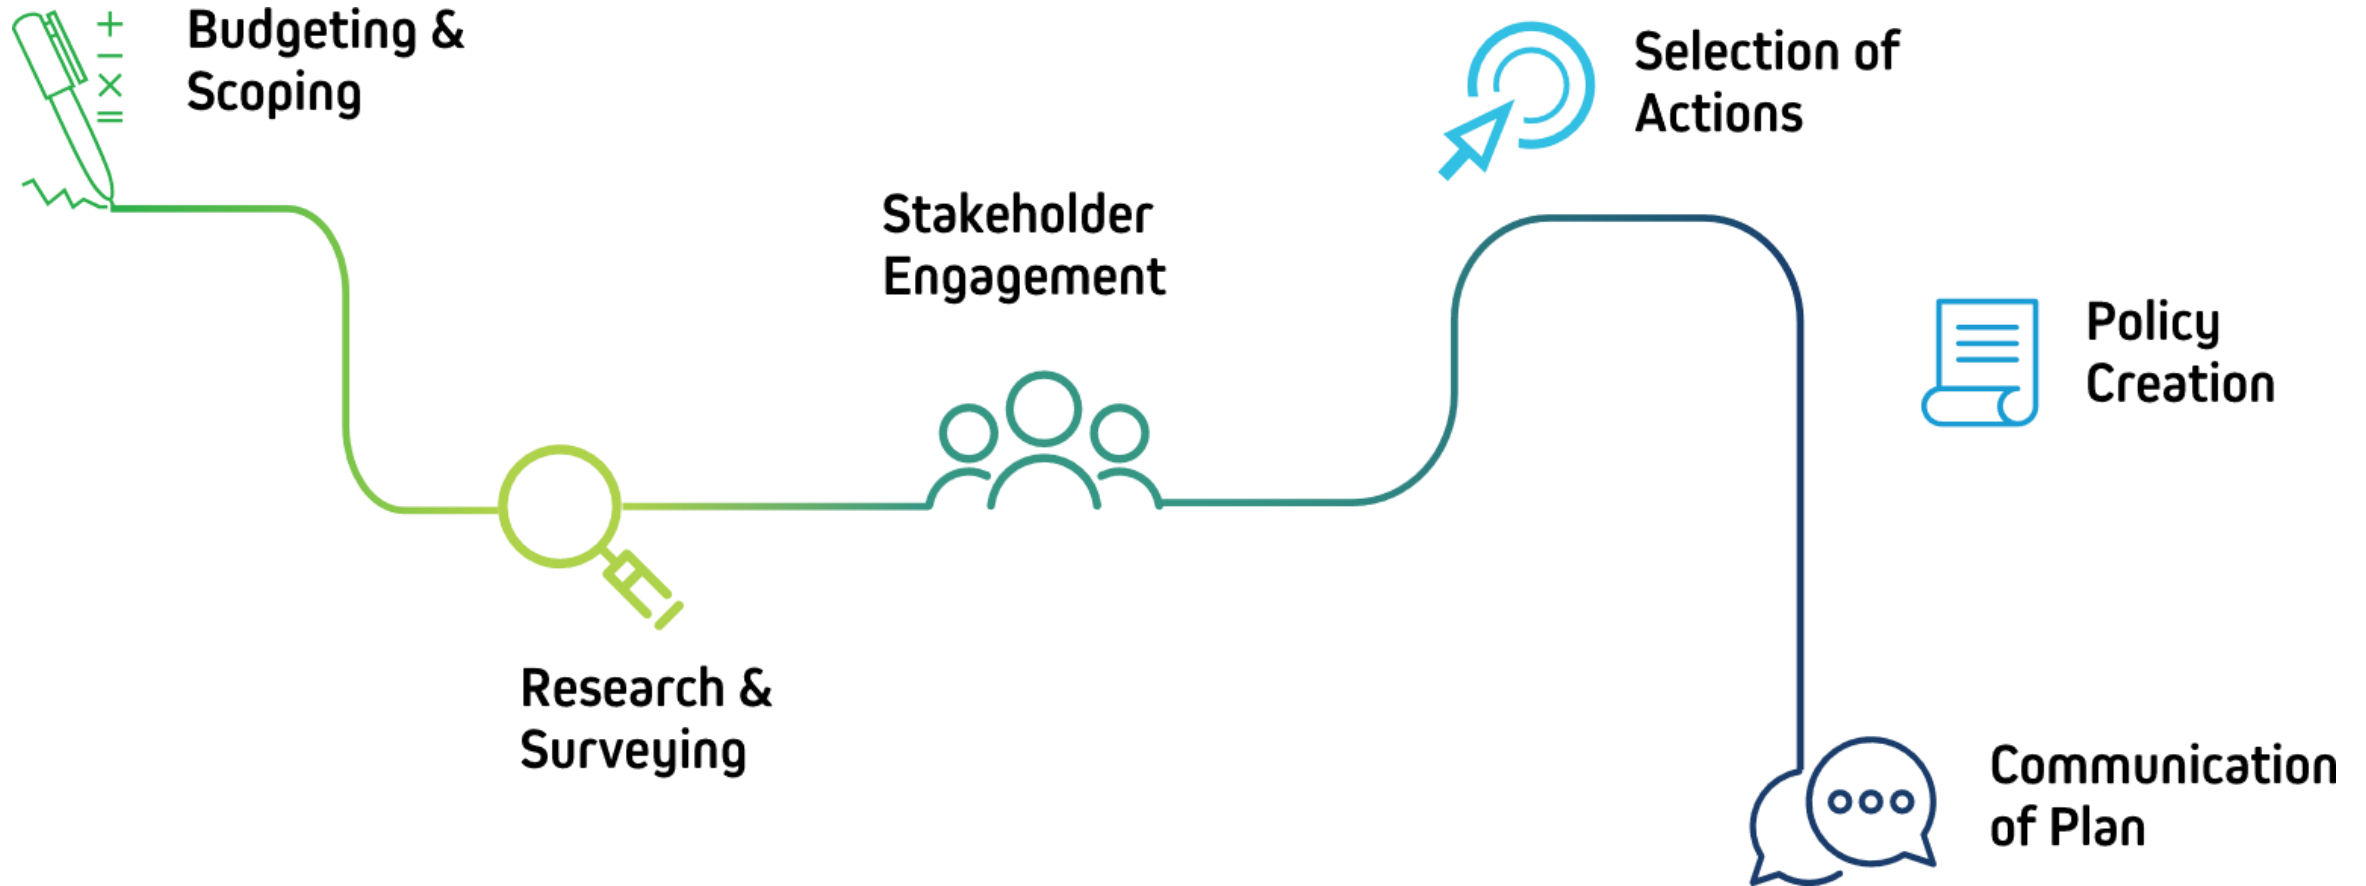 Budgeting &
Scoping
Research &
Surveying
Stakeholder
Engagement
Selection of
Actions
Policy
Creation
Communication
of Plan